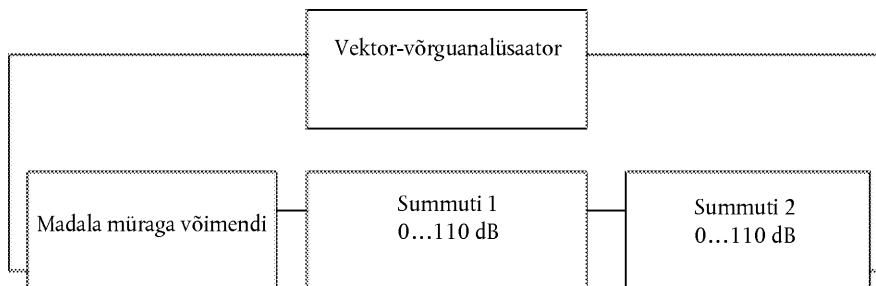 Vektor-võrguanalüsaator
Madala müraga võimendi
Summuti 1
0...110 dB
Summuti 2
0...110 dB